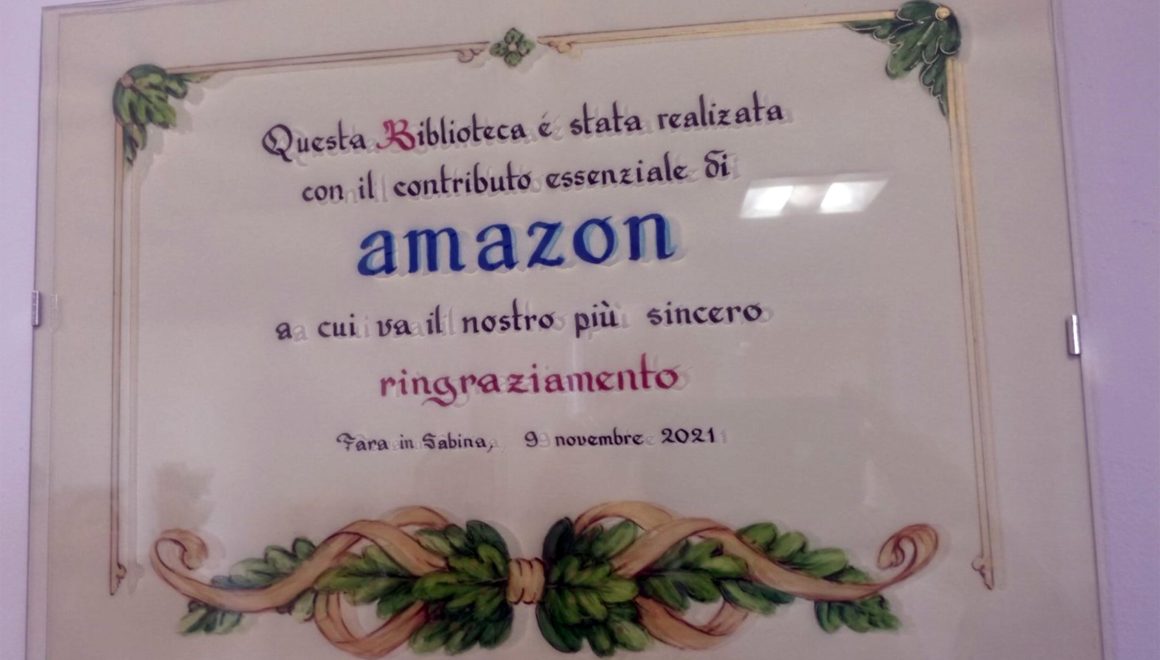 Questa Biblioteca é stata realizata
con il contributo essenziale di
amazon
a cui va il nostro più sincero
ringraziamento
Fara in Sabina, 9 novembre 2021